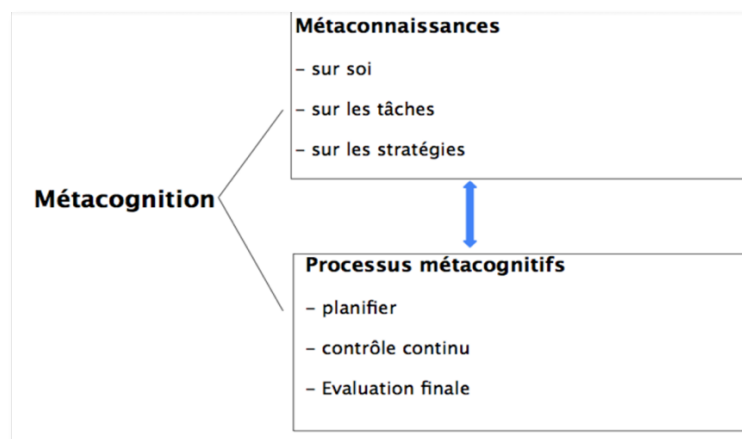 Métaconnaissances
– sur soi
– sur les tâches
– sur les stratégies
Métacognition
Processus métacognitifs
– planifier
– contrôle continu
– Evaluation finale